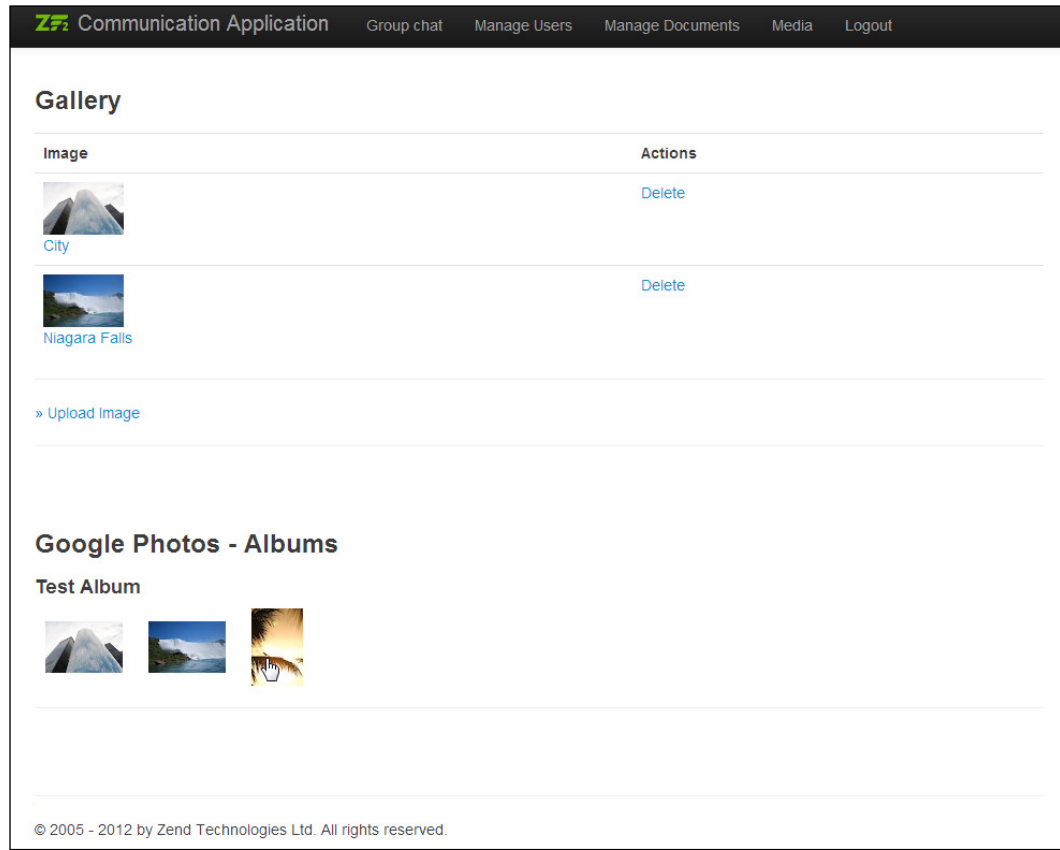 ZF2 Communication Application Group chat Manage Users Manage Documents Media Logout
Gallery
Image Actions
Delete
City
Delete
Niagara Falls
» Upload Image
Google Photos - Albums
Test Album
© 2005 - 2012 by Zend Technologies Ltd. All rights reserved.